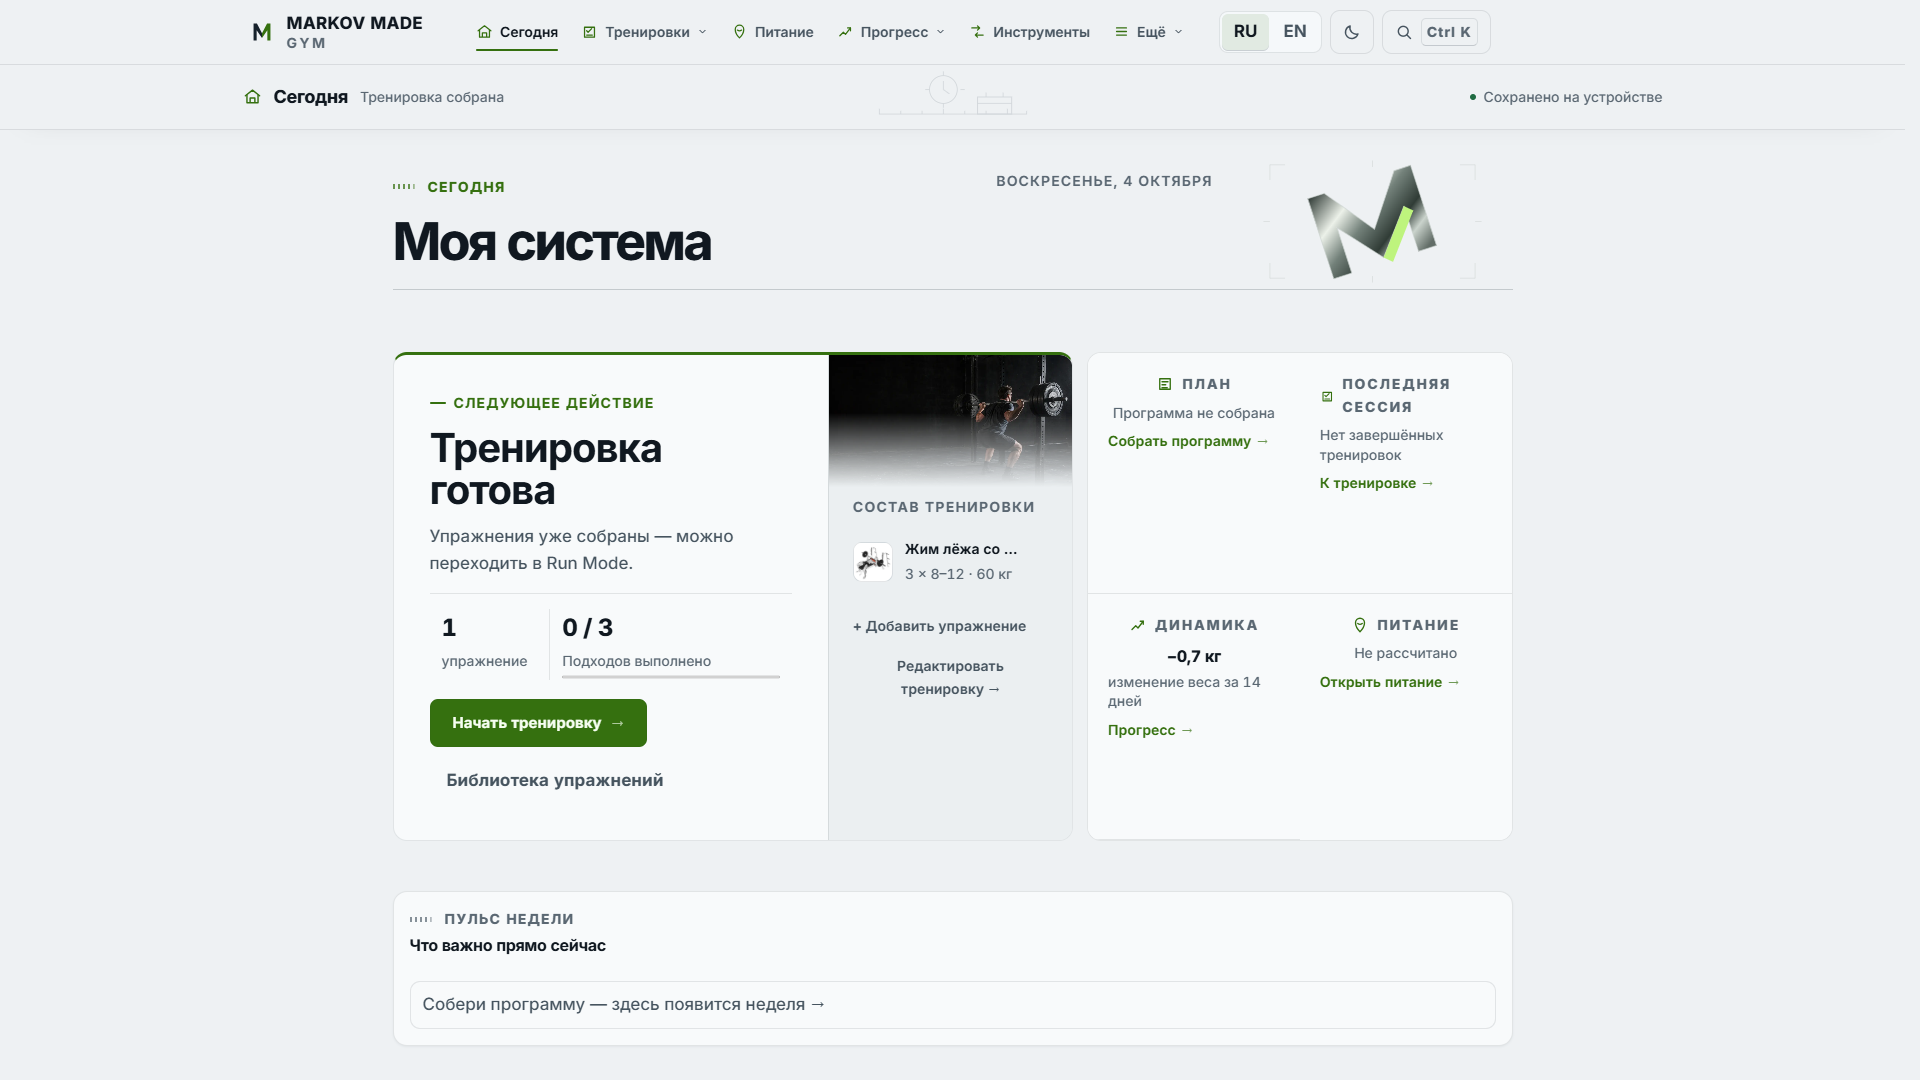 MARKOV MADE
GYM
Сегодня
Тренировки
Питание
Прогресс
Инструменты
Ещё
RU
EN
Ctrl K
Сегодня
Тренировка собрана
Сохранено на устройстве
СЕГОДНЯ
ВОСКРЕСЕНЬЕ, 4 ОКТЯБРЯ
Моя система
— СЛЕДУЮЩЕЕ ДЕЙСТВИЕ
Тренировка
готова
Упражнения уже собраны — можно
переходить в Run Mode.
1
упражнение
0 / 3
Подходов выполнено
Начать тренировку →
Библиотека упражнений
СОСТАВ ТРЕНИРОВКИ
Жим лёжа со ...
3 × 8–12 · 60 кг
+ Добавить упражнение
Редактировать
тренировку →
ПЛАН
Программа не собрана
Собрать программу →
ПОСЛЕДНЯЯ
СЕССИЯ
Нет завершённых
тренировок
К тренировке →
ДИНАМИКА
−0,7 кг
изменение веса за 14
дней
Прогресс →
ПИТАНИЕ
Не рассчитано
Открыть питание →
ПУЛЬС НЕДЕЛИ
Что важно прямо сейчас
Собери программу — здесь появится неделя →